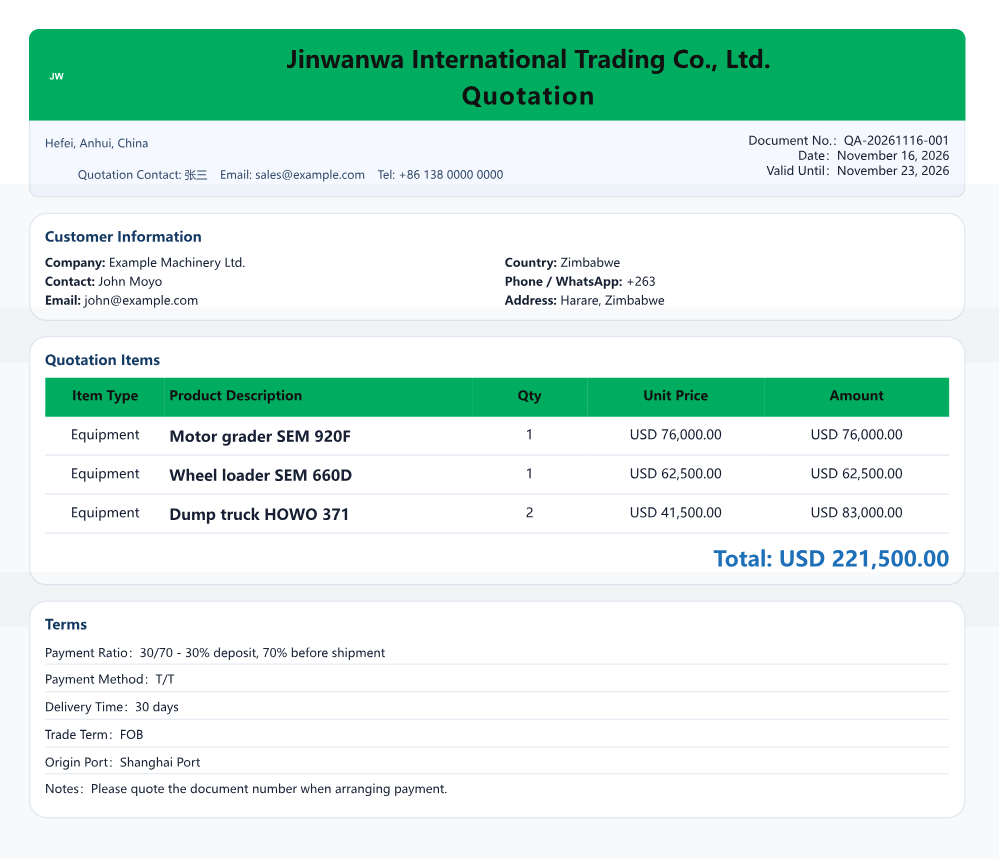 JW
Jinwanwa International Trading Co., Ltd.
Quotation
Hefei, Anhui, China
Quotation Contact: 张三 Email: sales@example.com Tel: +86 138 0000 0000
Document No.: QA-20261116-001
Date: November 16, 2026
Valid Until: November 23, 2026
Customer Information
Company: Example Machinery Ltd.
Contact: John Moyo
Email: john@example.com
Country: Zimbabwe
Phone / WhatsApp: +263
Address: Harare, Zimbabwe
Quotation Items
Item Type Product Description Qty Unit Price Amount
Equipment Motor grader SEM 920F 1 USD 76,000.00 USD 76,000.00
Equipment Wheel loader SEM 660D 1 USD 62,500.00 USD 62,500.00
Equipment Dump truck HOWO 371 2 USD 41,500.00 USD 83,000.00
Total: USD 221,500.00
Terms
Payment Ratio: 30/70 - 30% deposit, 70% before shipment
Payment Method: T/T
Delivery Time: 30 days
Trade Term: FOB
Origin Port: Shanghai Port
Notes: Please quote the document number when arranging payment.